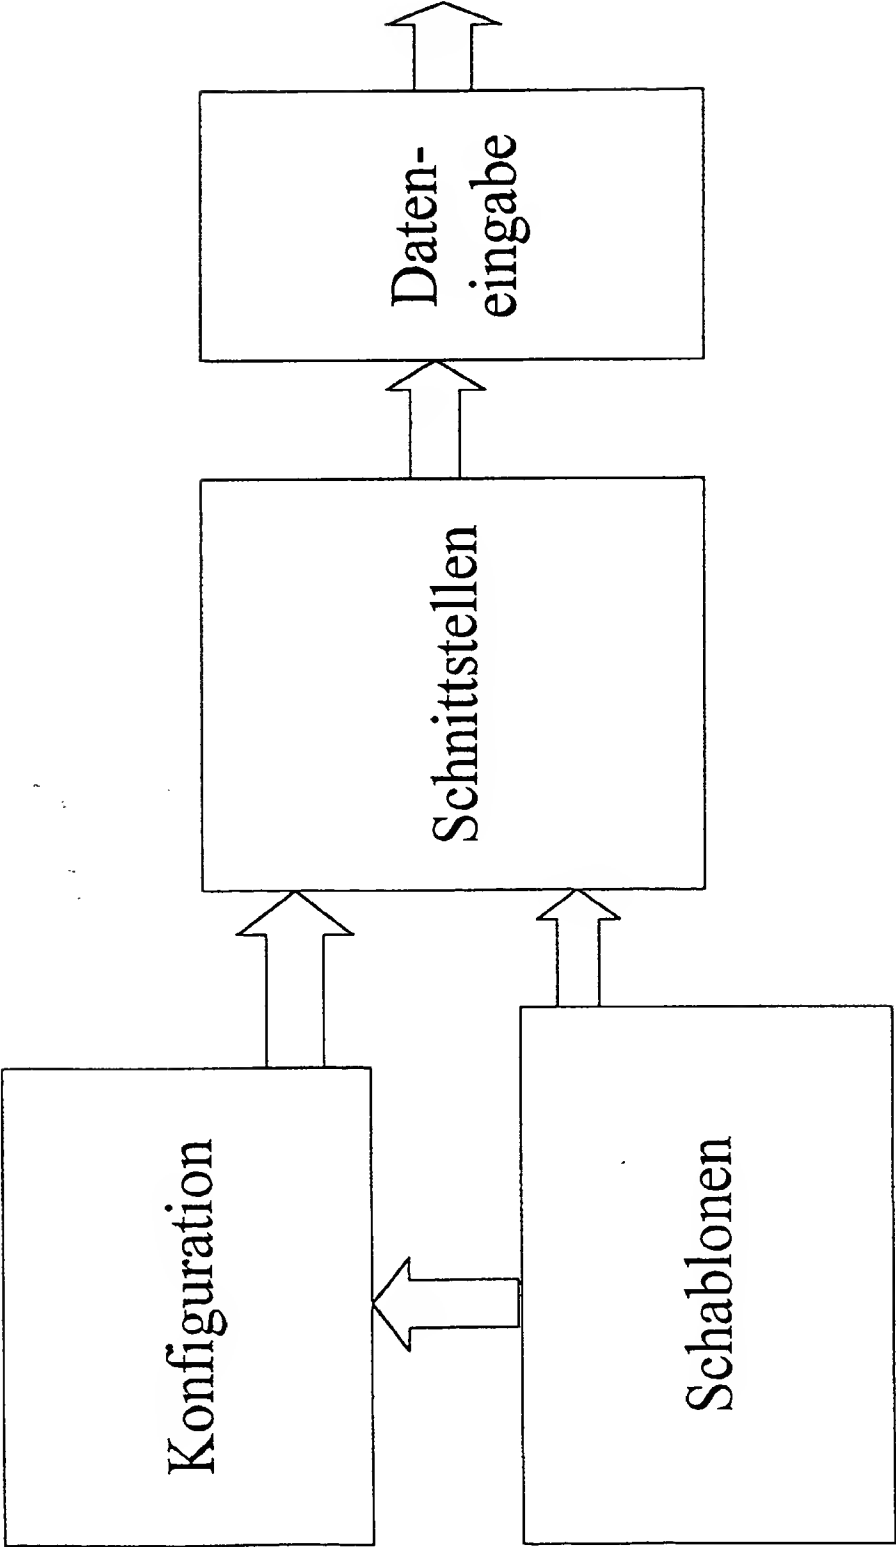 Konfiguration
Schablonen
Schnittstellen
Daten-
eingabe